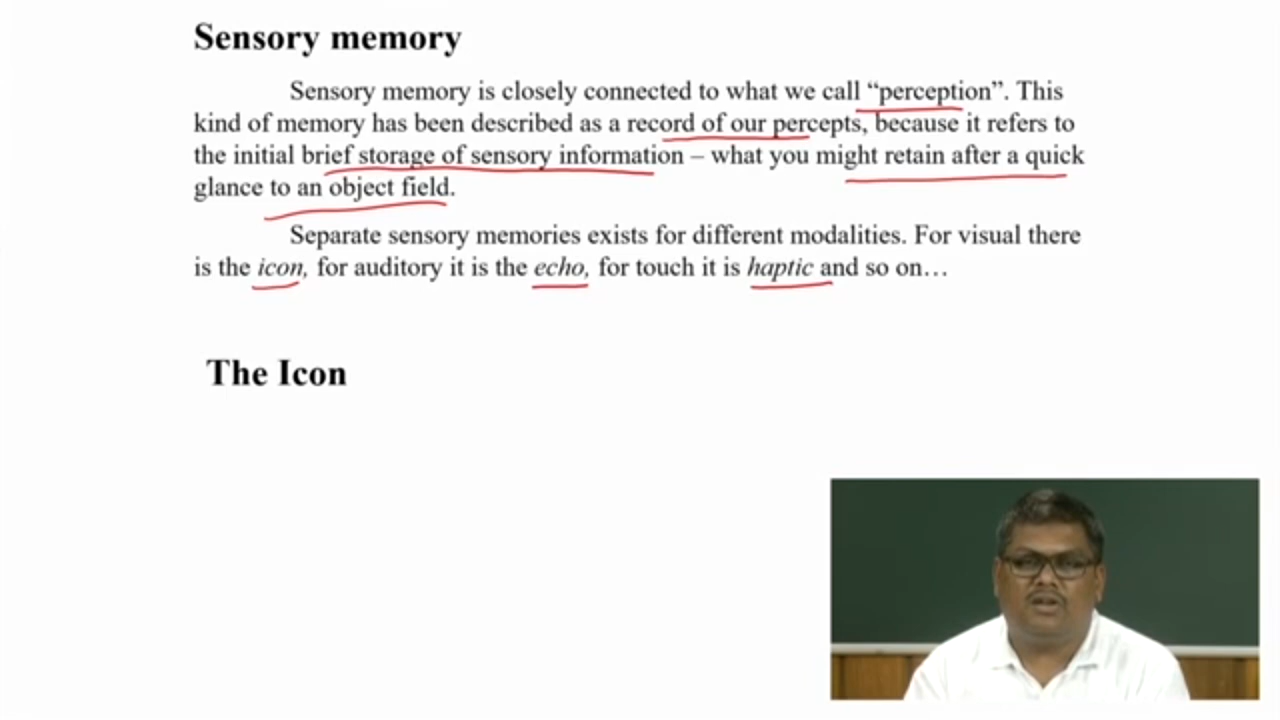 Sensory memory
Sensory memory is closely connected to what we call “perception”. This
kind of memory has been described as a record of our percepts, because it refers to
the initial brief storage of sensory information – what you might retain after a quick
glance to an object field.
Separate sensory memories exists for different modalities. For visual there
is the icon, for auditory it is the echo, for touch it is haptic and so on…
The Icon